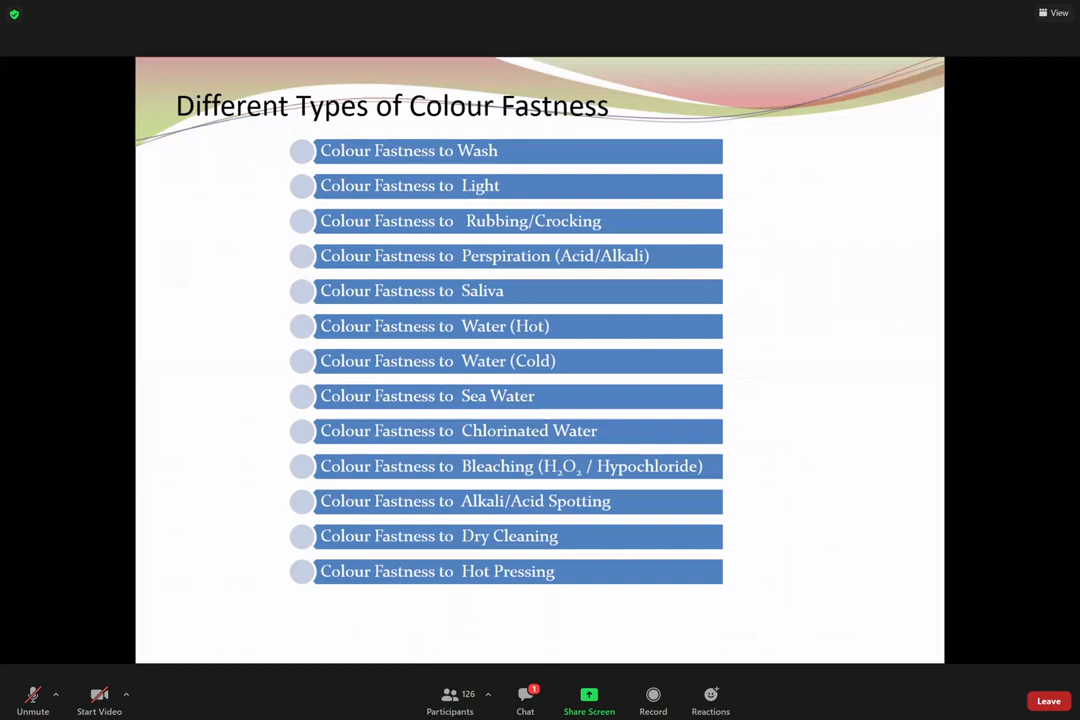 View
Different Types of Colour Fastness
Colour Fastness to Wash
Colour Fastness to Light
Colour Fastness to Rubbing/Crocking
Colour Fastness to Perspiration (Acid/Alkali)
Colour Fastness to Saliva
Colour Fastness to Water (Hot)
Colour Fastness to Water (Cold)
Colour Fastness to Sea Water
Colour Fastness to Chlorinated Water
Colour Fastness to Bleaching (H₂O₂ / Hypochloride)
Colour Fastness to Alkali/Acid Spotting
Colour Fastness to Dry Cleaning
Colour Fastness to Hot Pressing
126
1
Unmute
Start Video
Participants
Chat
Share Screen
Record
Reactions
Leave